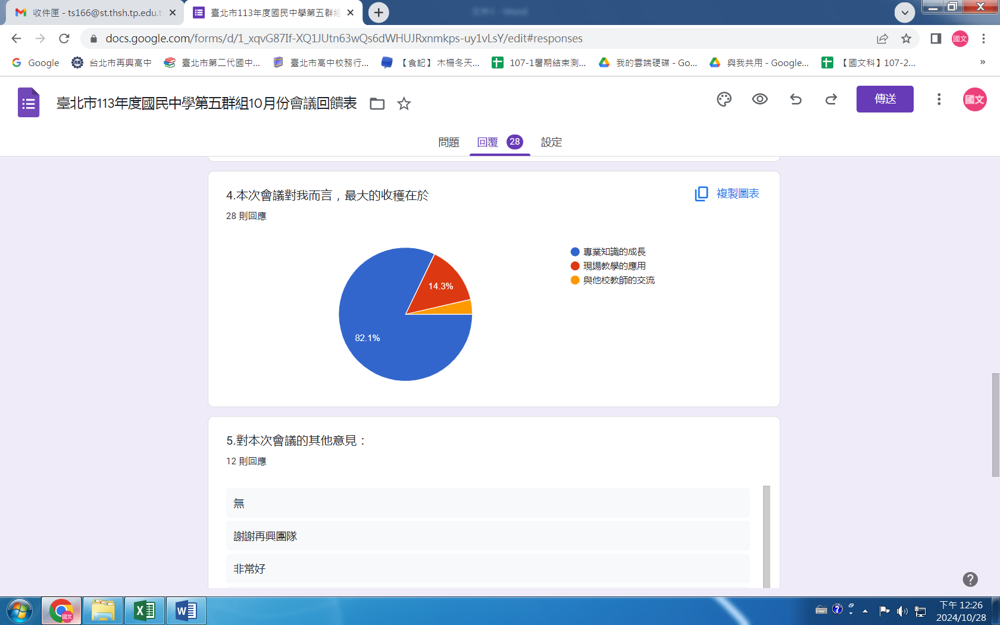 收件匣 - ts166@st.thsh.tp.edu.t
臺北市113年度國民中學第五群組
docs.google.com/forms/d/1_xqvG87If-XQ1JUtn63wQs6dWHUJRxnmkps-uy1vLsY/edit#responses
國文
Google
台北市再興高中
臺北市第二代國中...
臺北市高中校務行...
【食記】木柵冬天...
107-1暑期結束測...
我的雲端硬碟 - Go...
與我共用 - Google...
【國文科】107-2...
»
臺北市113年度國民中學第五群組10月份會議回饋表
傳送
國文
問題
回覆 28
設定
4.本次會議對我而言，最大的收穫在於
複製圖表
28 則回應
專業知識的成長
現場教學的應用
與他校教師的交流
14.3%
82.1%
5.對本次會議的其他意見：
12 則回應
無
謝謝再興團隊
非常好
國文
下午 12:26
2024/10/28